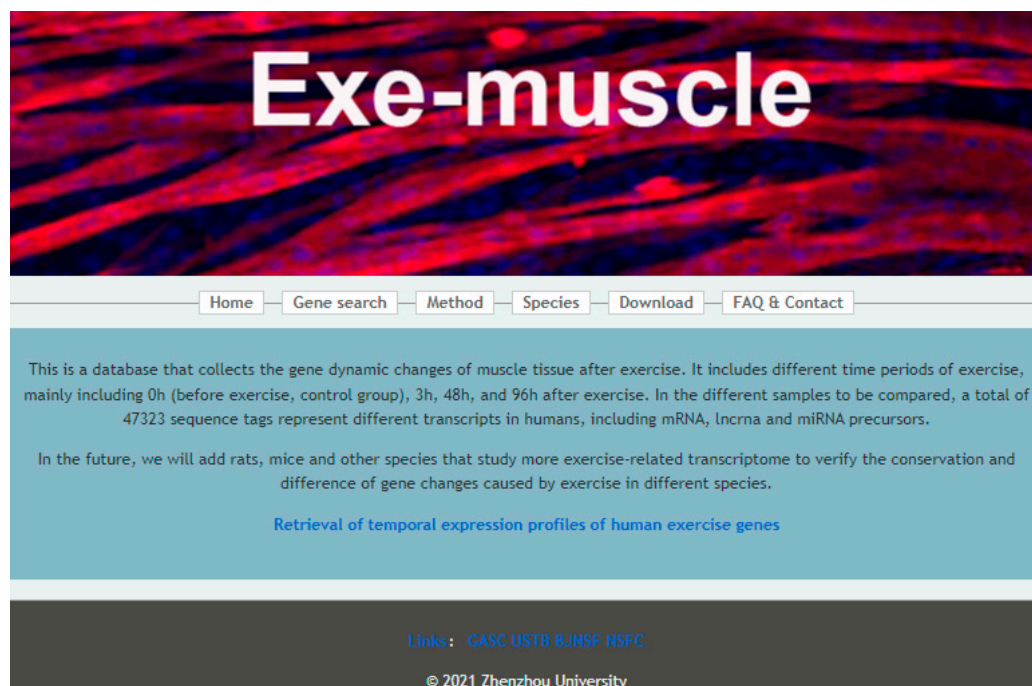 Exe-muscle
Home
Gene search
Method
Species
Download
FAQ & Contact
This is a database that collects the gene dynamic changes of muscle tissue after exercise. It includes different time periods of exercise,
mainly including 0h (before exercise, control group), 3h, 48h, and 96h after exercise. In the different samples to be compared, a total of
47323 sequence tags represent different transcripts in humans, including mRNA, lncrna and miRNA precursors.
In the future, we will add rats, mice and other species that study more exercise-related transcriptome to verify the conservation and
difference of gene changes caused by exercise in different species.
Retrieval of temporal expression profiles of human exercise genes
Links: GASC USTB BJNSF NSFC
© 2021 Zhenzhou University